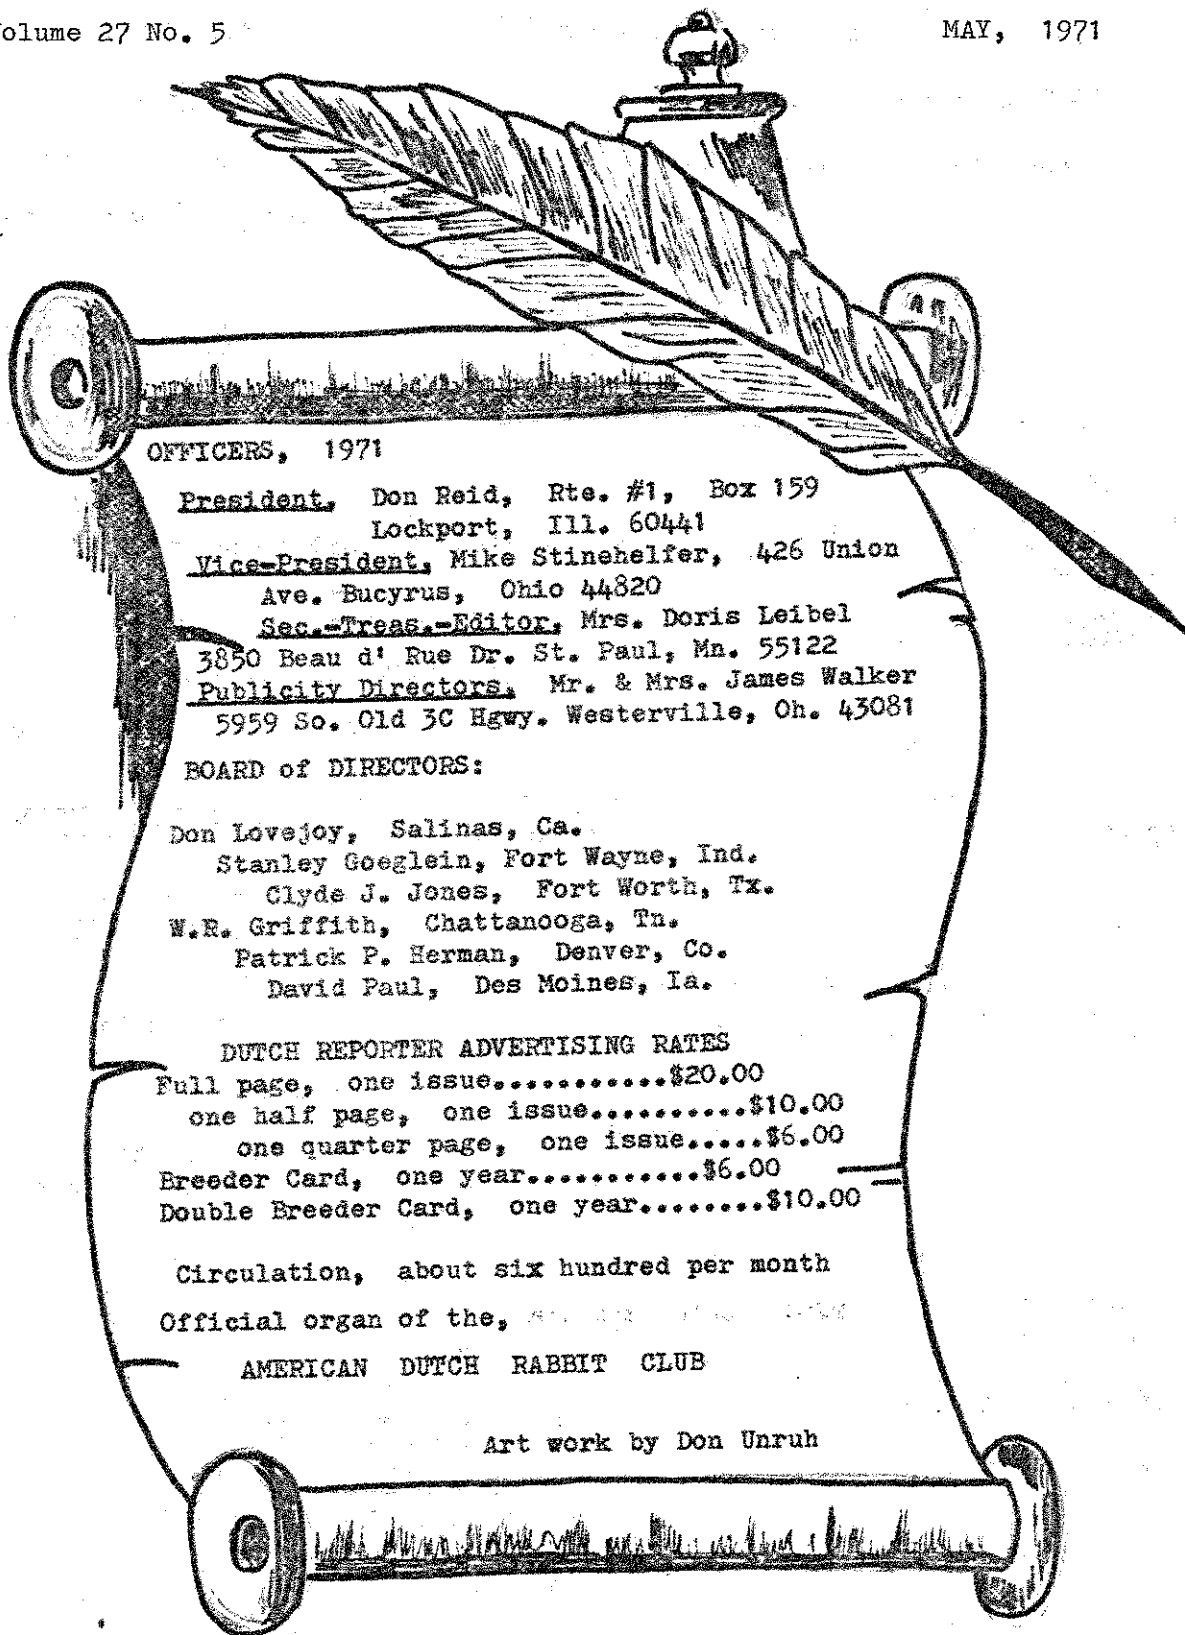 olume 27 No. 5
MAY, 1971
OFFICERS, 1971
President, Don Reid, Rte. #1, Box 159
Lockport, Ill. 60441
Vice-President, Mike Stinehelfer, 426 Union
Ave. Bucyrus, Ohio 44820
Sec.-Treas.-Editor, Mrs. Doris Leibel
3850 Beau d' Rue Dr. St. Paul, Mn. 55122
Publicity Directors, Mr. & Mrs. James Walker
5959 So. Old 3C Hgwy. Westerville, Oh. 43081
BOARD of DIRECTORS:
Don Lovejoy, Salinas, Ca.
Stanley Goeglein, Fort Wayne, Ind.
Clyde J. Jones, Fort Worth, Tx.
W.R. Griffith, Chattanooga, Tn.
Patrick P. Herman, Denver, Co.
David Paul, Des Moines, Ia.
DUTCH REPORTER ADVERTISING RATES
Full page, one issue...........$20.00
one half page, one issue..........$10.00
one quarter page, one issue.....$6.00
Breeder Card, one year............$6.00
Double Breeder Card, one year........$10.00
Circulation, about six hundred per month
Official organ of the,
AMERICAN DUTCH RABBIT CLUB
Art work by Don Unruh